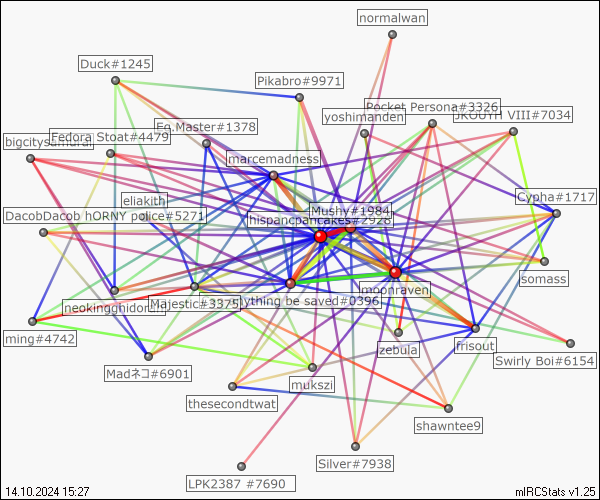 normalwan
Duck#1245
Pikabro#9971
Pocket Persona#3326
yoshimanden
JKOUYH VIII#7034
Eq.Master#1378
Fedora Stoat#4479
bigcitysamurai
marcemadness
eliakith
Cypha#1717
Mushy#1984
hispancpancakes#2928
DacobDacob hORNY police#5271
somass
moonraven
neokingghidorah
Majestic#3375
ything be saved#0396
ming#4742
zebula
frisout
Swirly Boi#6154
Madネコ#6901
mukszi
thesecondtwat
shawntee9
Silver#7938
LPK2387 #7690
14.10.2024 15:27
mIRCStats v1.25